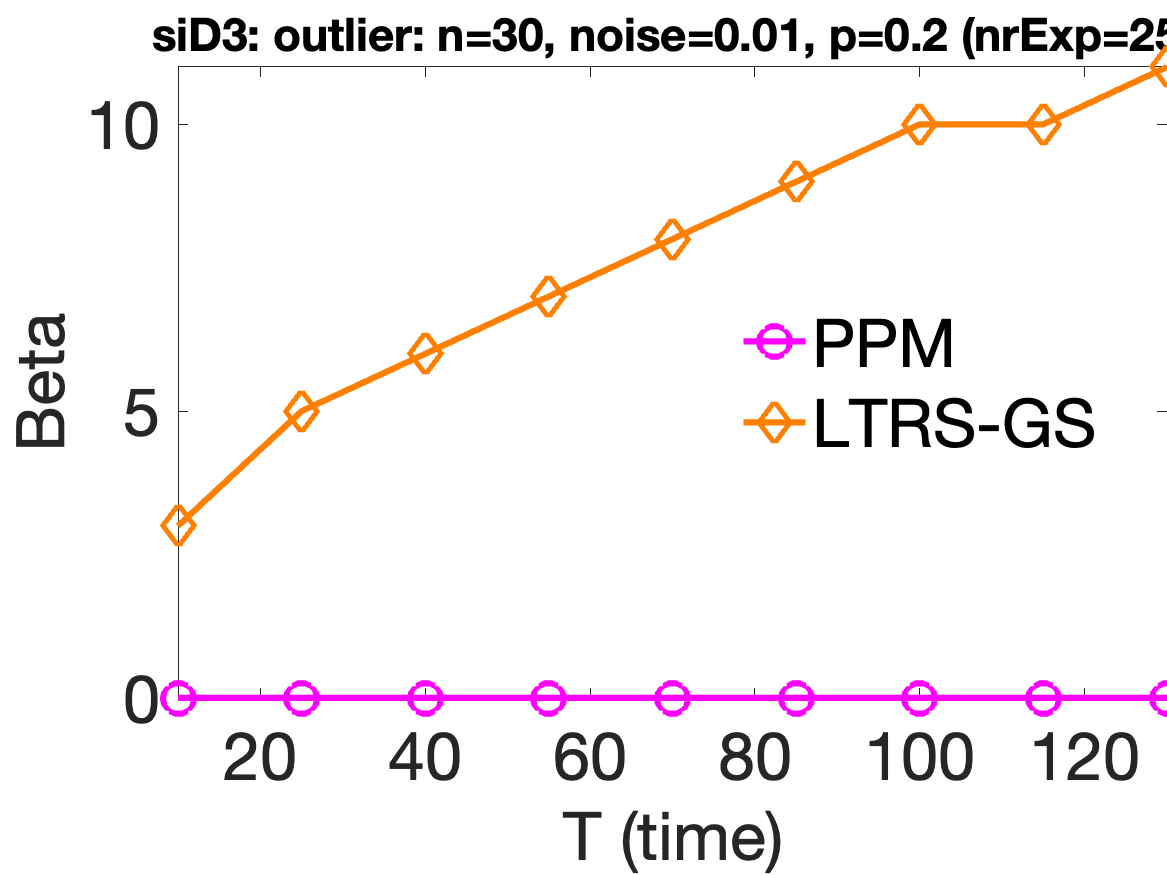 siD3: outlier: n=30, noise=0.01, p=0.2 (nrExp=25
10
5
0
Beta
PPM
LTRS-GS
20 40 60 80 100 120
T (time)